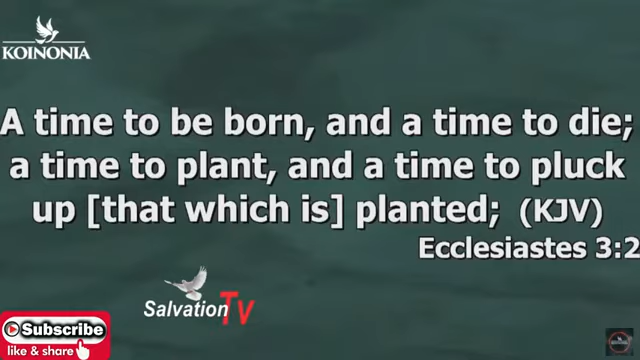 KOINONIA
A time to be born, and a time to die;
a time to plant, and a time to pluck
up [that which is] planted; (KJV)
Ecclesiastes 3:2
Salvation TV
Subscribe
like & share